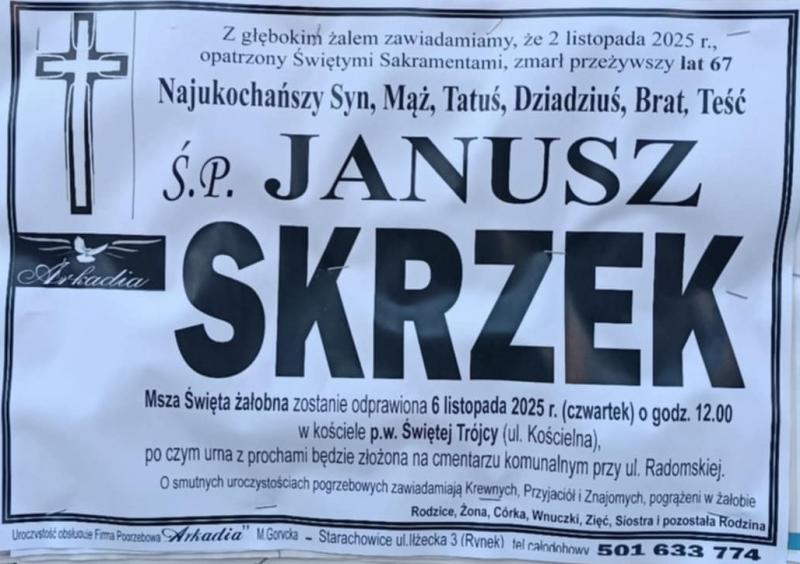 Z głębokim żalem zawiadamiamy, że 2 listopada 2025 r.,
opatrzony Świętymi Sakramentami, zmarł przeżywszy lat 67
Najukochańszy Syn, Mąż, Tatuś, Dziadziuś, Brat, Teść
Ś.P. JANUSZ
SKRZEK
Arkadia
Msza Święta żałobna zostanie odprawiona 6 listopada 2025 r. (czwartek) o godz. 12.00
w kościele p.w. Świętej Trójcy (ul. Kościelna),
po czym urna z prochami będzie złożona na cmentarzu komunalnym przy ul. Radomskiej.
O smutnych uroczystościach pogrzebowych zawiadamiają Krewnych, Przyjaciół i Znajomych, pogrążeni w żałobie
Rodzice, Żona, Córka, Wnuczki, Zięć, Siostra i pozostała Rodzina
Uroczystość obsługuje Firma Pogrzebowa "Arkadia" M.Gorycka – Starachowice ul.Iłżecka 3 (Rynek) tel.całodobowy 501 633 774